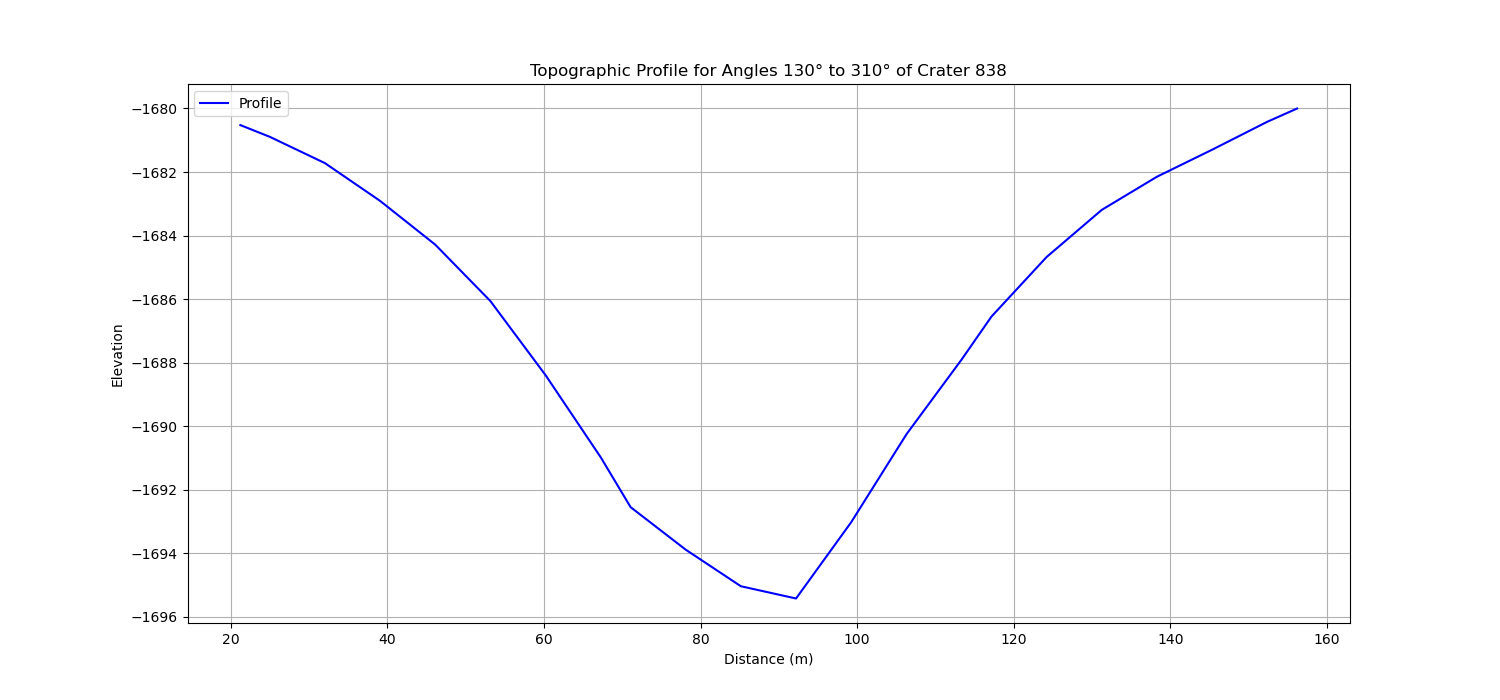 Topographic Profile for Angles 130° to 310° of Crater 838
Profile
−1680
−1682
−1684
−1686
−1688
−1690
−1692
−1694
−1696
Elevation
20 40 60 80 100 120 140 160
Distance (m)